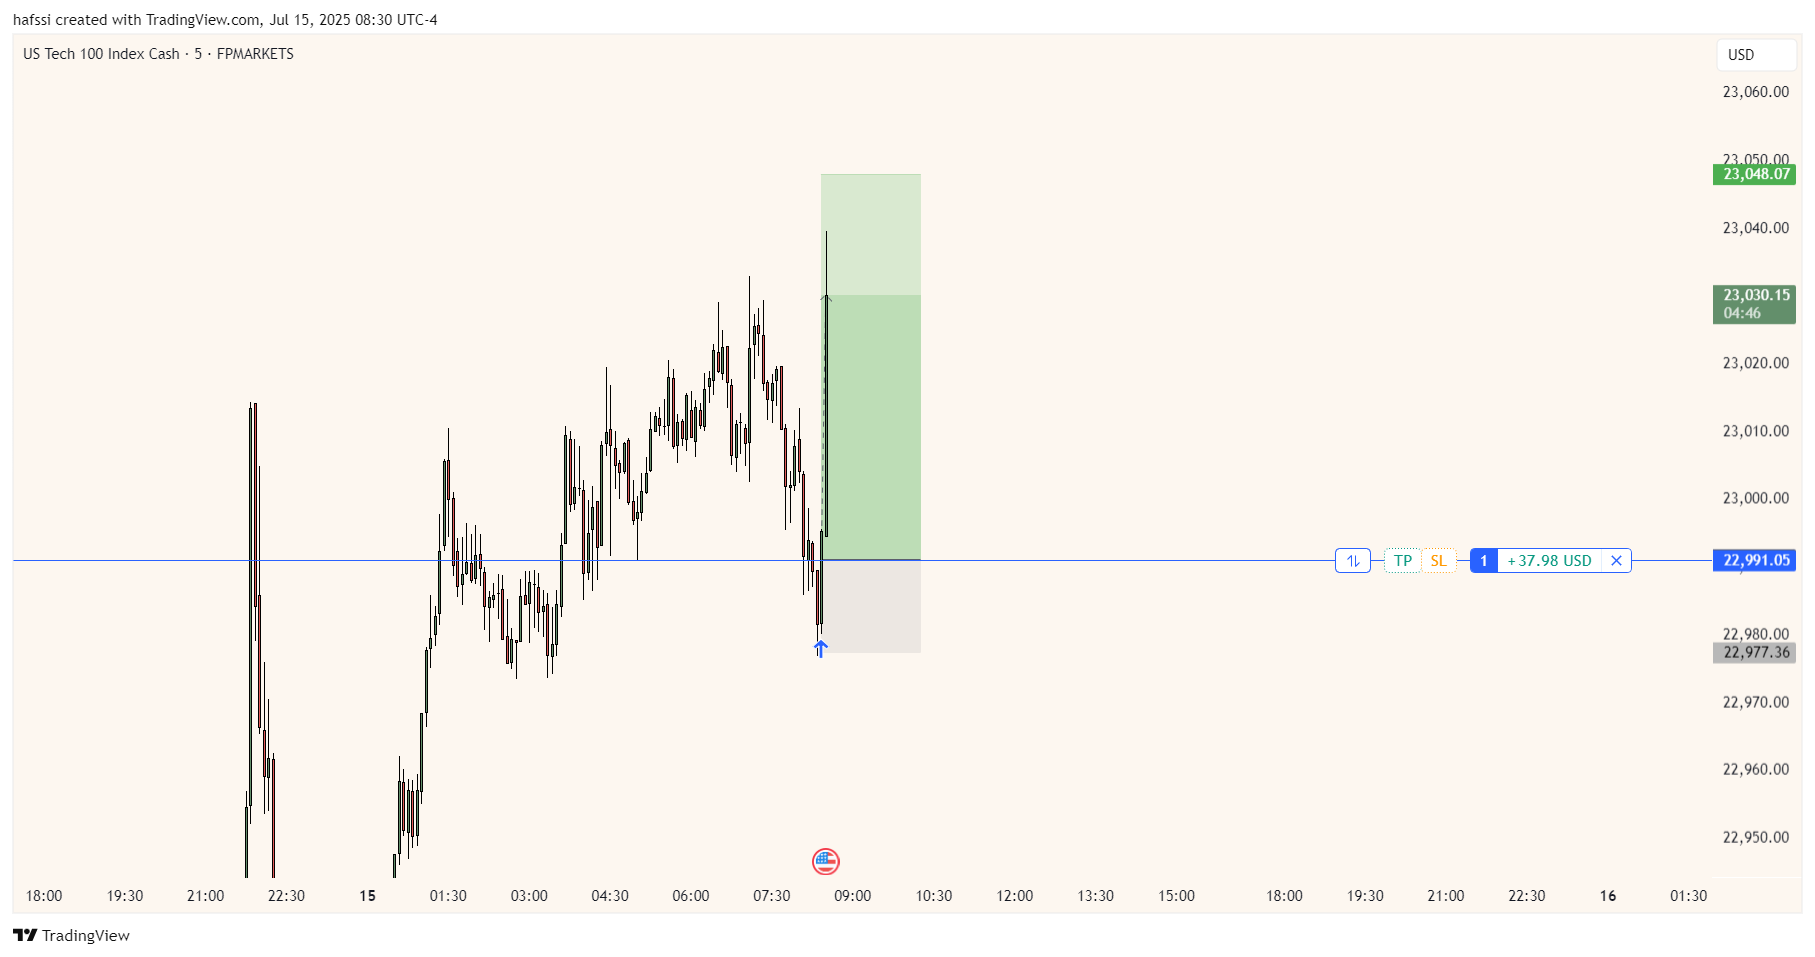 hafssi created with TradingView.com, Jul 15, 2025 08:30 UTC-4
US Tech 100 Index Cash · 5 · FPMARKETS
USD
23,060.00
23,050.00
23,048.07
23,040.00
23,030.15
04:46
23,020.00
23,010.00
23,000.00
TP SL 1 +37.98 USD
22,991.05
22,980.00
22,977.36
22,970.00
22,960.00
22,950.00
18:00 19:30 21:00 22:30 15 01:30 03:00 04:30 06:00 07:30 09:00 10:30 12:00 13:30 15:00 18:00 19:30 21:00 22:30 16 01:30
TradingView